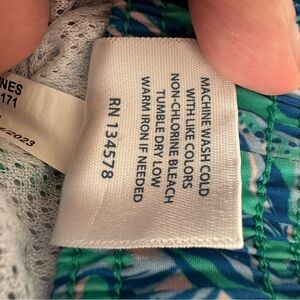 MACHINE WASH COLD
WITH LIKE COLORS
NON-CHLORINE BLEACH
TUMBLE DRY LOW
WARM IRON IF NEEDED
RN 134578
171
2023